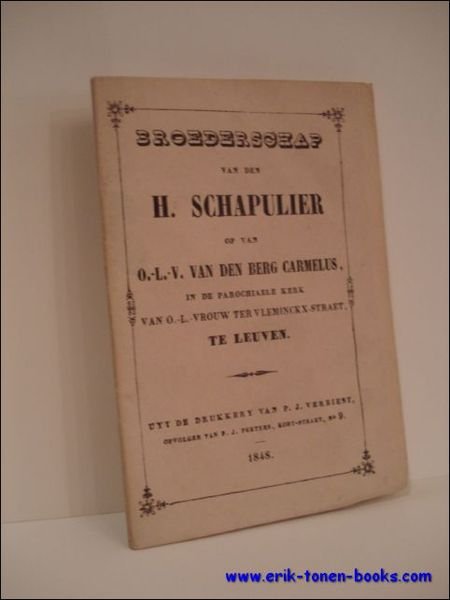 BROEDERSCHAP
VAN DEN
H. SCHAPULIER
OP VAN
O.-L.-V. VAN DEN BERG CARMELUS,
IN DE PAROCHIAELE KERK
VAN O.-L.-VROUW TER VLEMINCKX-STRAET,
TE LEUVEN.
UYT DE DRUKKERY VAN P. J. VERBIEST,
OPVOLGER VAN P. J. PEETERS, KORT-STRAET, No 9.
1848.
www.erik-tonen-books.com